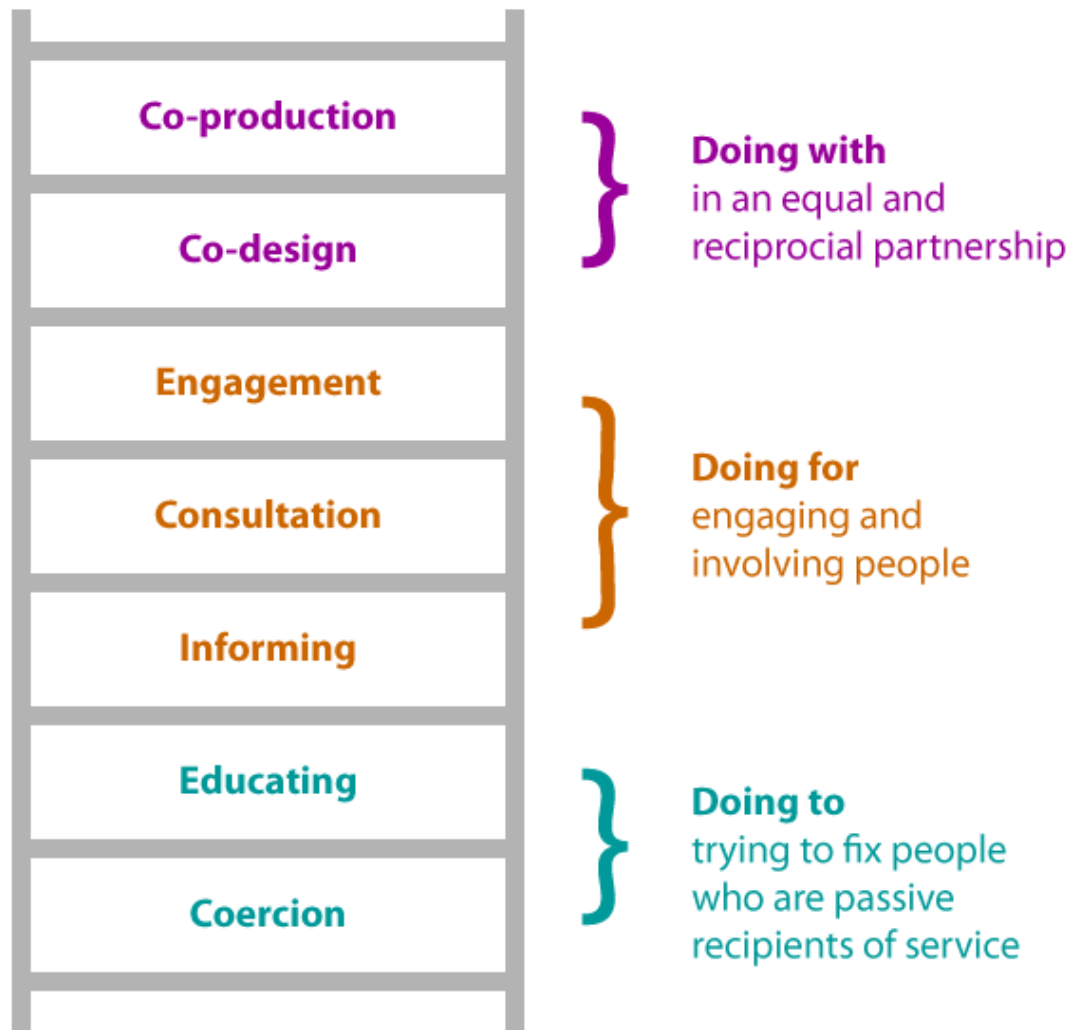 Co-production
Co-design
Doing with
in an equal and
reciprocial partnership
Engagement
Consultation
Informing
Doing for
engaging and
involving people
Educating
Coercion
Doing to
trying to fix people
who are passive
recipients of service